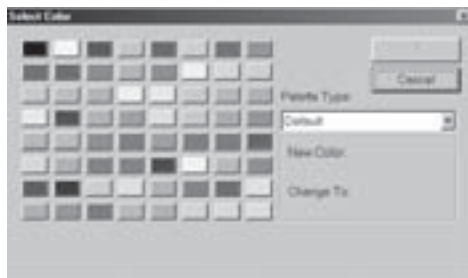 Select Color
Cancel
Palette Type:
Default
New Color:
Change To: